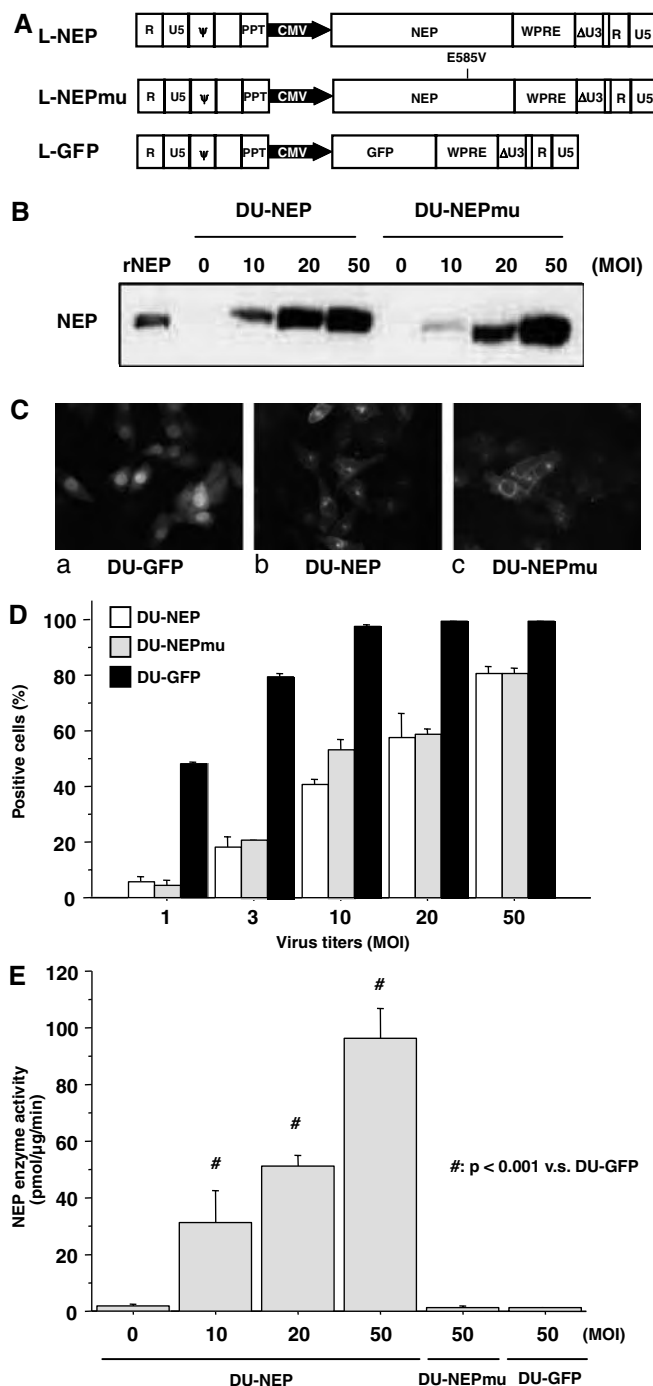 A
L-NEP
R U5 ψ PPT CMV NEP WPRE ΔU3 R U5
E585V
L-NEPmu
R U5 ψ PPT CMV NEP WPRE ΔU3 R U5
L-GFP
R U5 ψ PPT CMV GFP WPRE ΔU3 R U5
B
DU-NEP DU-NEPmu
rNEP 0 10 20 50 0 10 20 50 (MOI)
NEP
C
a DU-GFP b DU-NEP c DU-NEPmu
D
DU-NEP
DU-NEPmu
DU-GFP
Positive cells (%)
100
80
60
40
20
0
1 3 10 20 50
Virus titers (MOI)
E
NEP enzyme activity
(pmol/μg/min)
120
100
80
60
40
20
0
# # #
#: p < 0.001 v.s. DU-GFP
0 10 20 50 50 50 (MOI)
DU-NEP DU-NEPmu DU-GFP